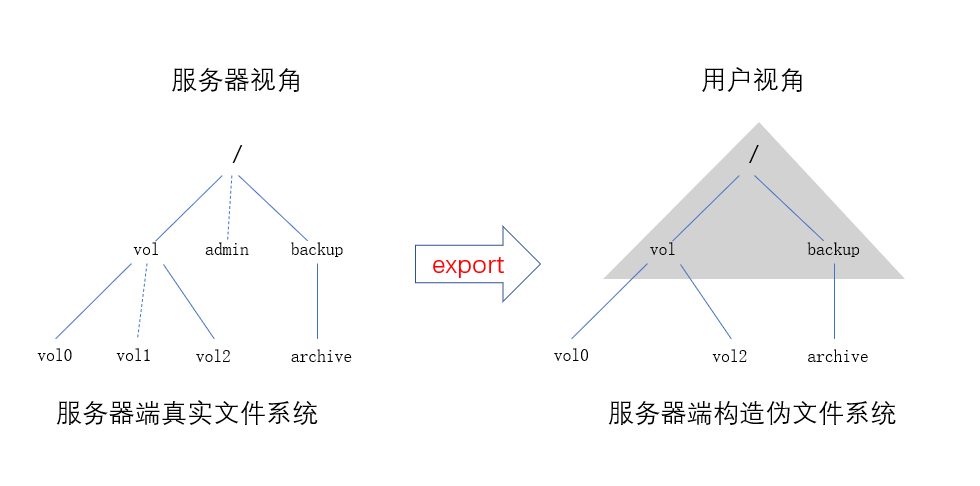 服务器视角
用户视角
/
/
vol
admin
backup
export
vol
backup
vol0
vol1
vol2
archive
vol0
vol2
archive
服务器端真实文件系统
服务器端构造伪文件系统